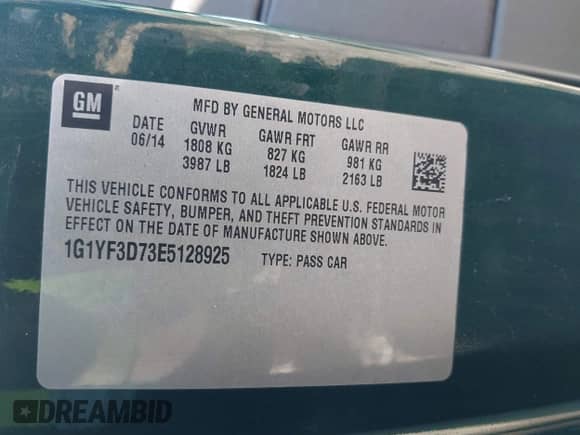 GM
MFD BY GENERAL MOTORS LLC
DATE GVWR GAWR FRT GAWR RR
06/14 1808 KG 827 KG 981 KG
3987 LB 1824 LB 2163 LB
THIS VEHICLE CONFORMS TO ALL APPLICABLE U.S. FEDERAL MOTOR
VEHICLE SAFETY, BUMPER, AND THEFT PREVENTION STANDARDS IN
EFFECT ON THE DATE OF MANUFACTURE SHOWN ABOVE.
1G1YF3D73E5128925 TYPE: PASS CAR
DREAMBID